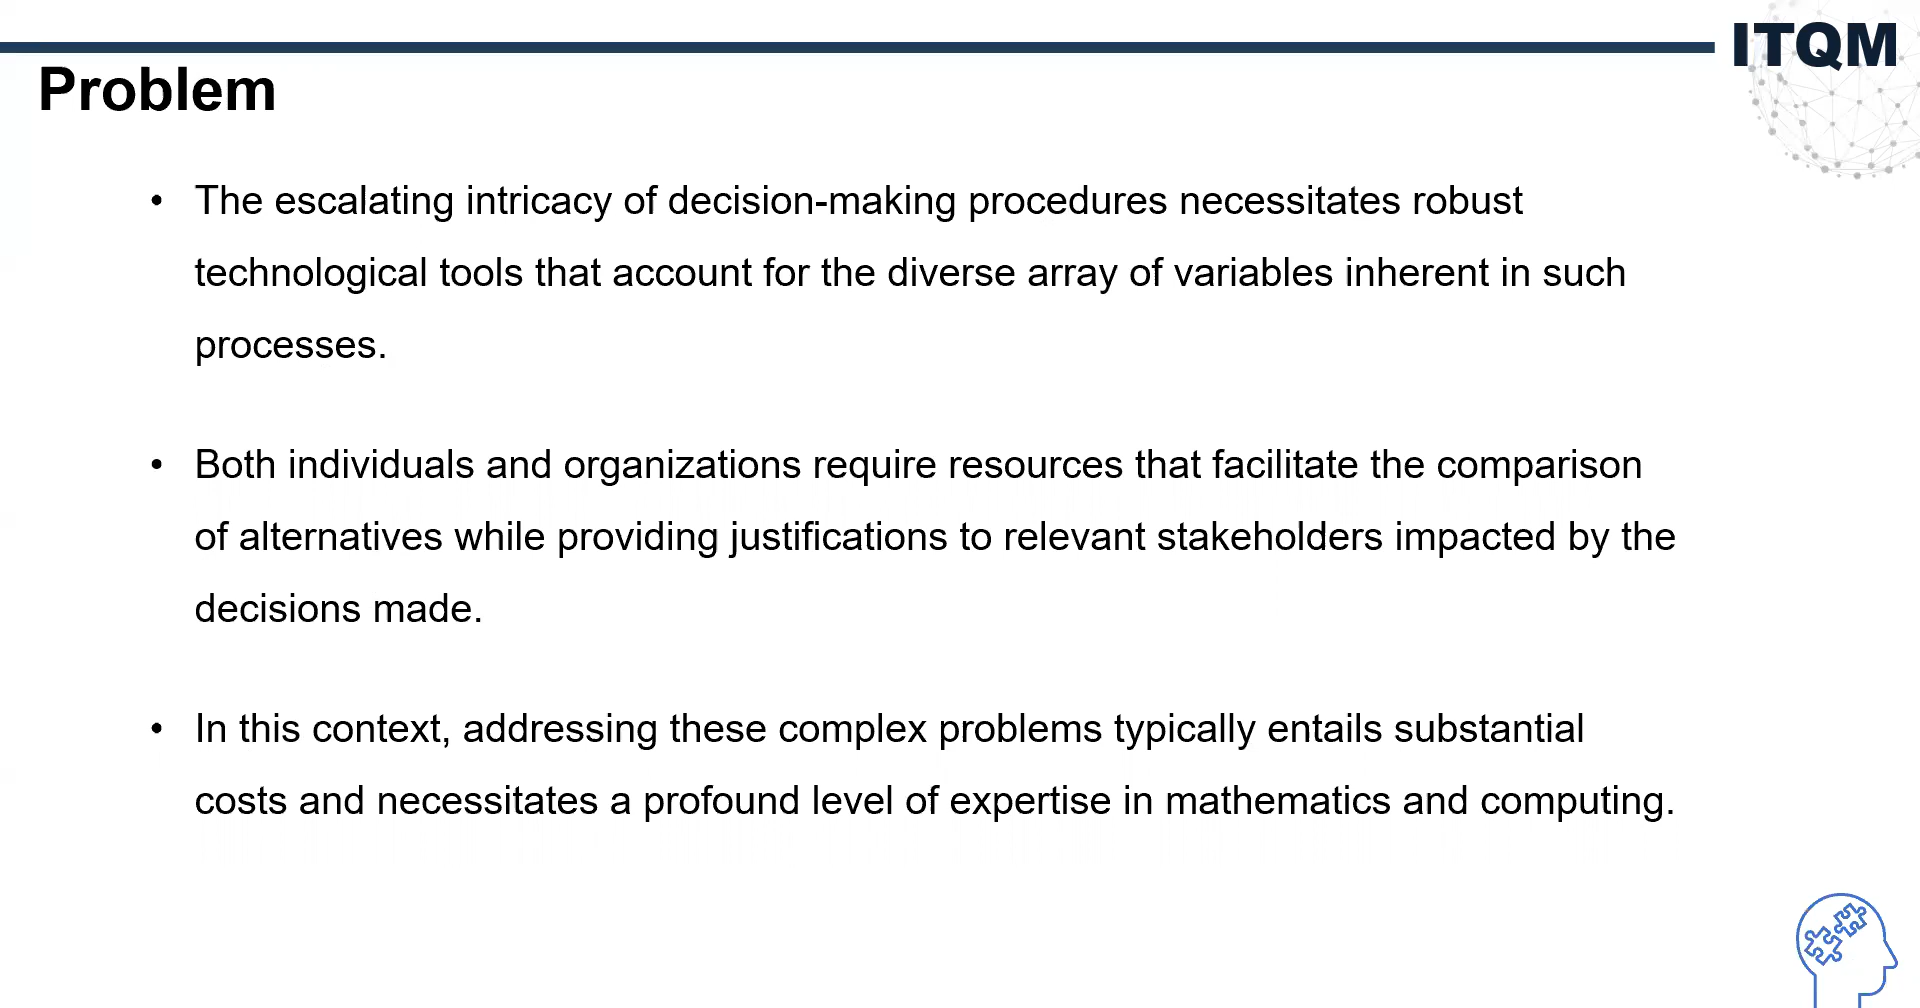 ITQM
Problem
• The escalating intricacy of decision-making procedures necessitates robust
technological tools that account for the diverse array of variables inherent in such
processes.
• Both individuals and organizations require resources that facilitate the comparison
of alternatives while providing justifications to relevant stakeholders impacted by the
decisions made.
• In this context, addressing these complex problems typically entails substantial
costs and necessitates a profound level of expertise in mathematics and computing.